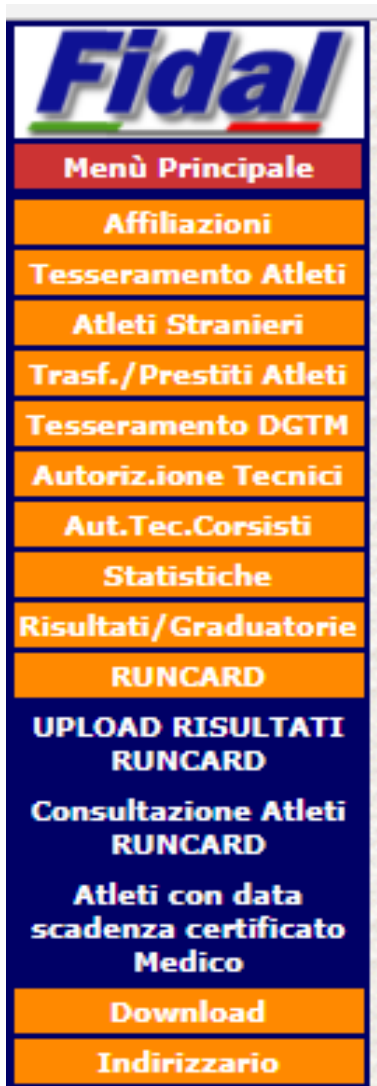 Fidal
Menù Principale
Affiliazioni
Tesseramento Atleti
Atleti Stranieri
Trasf./Prestiti Atleti
Tesseramento DGTM
Autoriz.ione Tecnici
Aut.Tec.Corsisti
Statistiche
Risultati/Graduatorie
RUNCARD
UPLOAD RISULTATI
RUNCARD
Consultazione Atleti
RUNCARD
Atleti con data
scadenza certificato
Medico
Download
Indirizzario